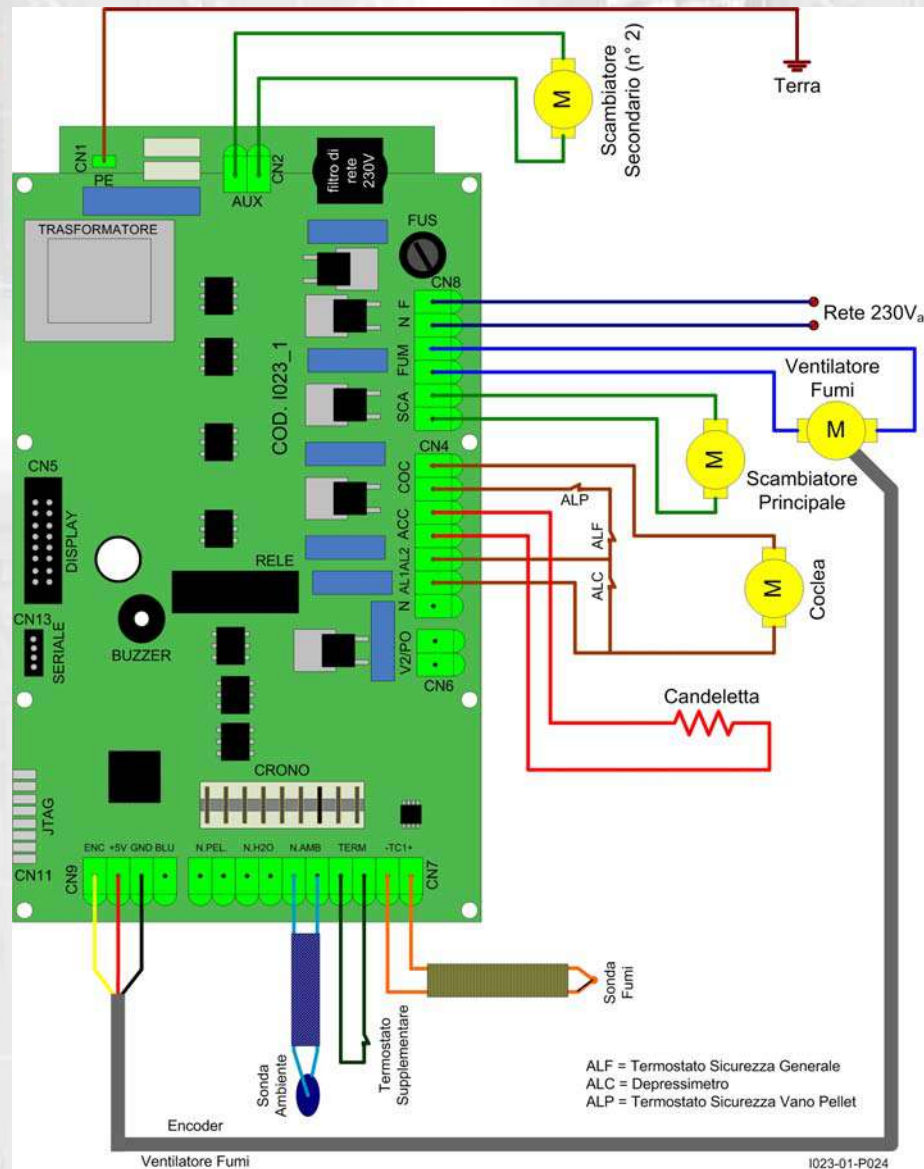 Terra
Scambiatore
Secondario (n° 2)
M
CN1
PE
CN2
AUX
filtro di
rete
230V
TRASFORMATORE
FUS
CN8
N F
FUM
SCA
Rete 230Va
Ventilatore
Fumi
M
COD. I023_1
M
Scambiatore
Principale
CN4
COC
ACC
AL1 AL2
N
ALP
ALF
ALC
M
Coclea
CN5
DISPLAY
RELE
CN13
SERIALE
BUZZER
V2/PO
CN6
Candeletta
CRONO
JTAG
CN11
CN9
ENC +5V GND BLU
N.PEL. N.H2O N.AMB TERM -TC1+
CN7
Sonda
Fumi
Sonda
Ambiente
Termostato
Supplementare
ALF = Termostato Sicurezza Generale
ALC = Depressimetro
ALP = Termostato Sicurezza Vano Pellet
Encoder
Ventilatore Fumi
I023-01-P024